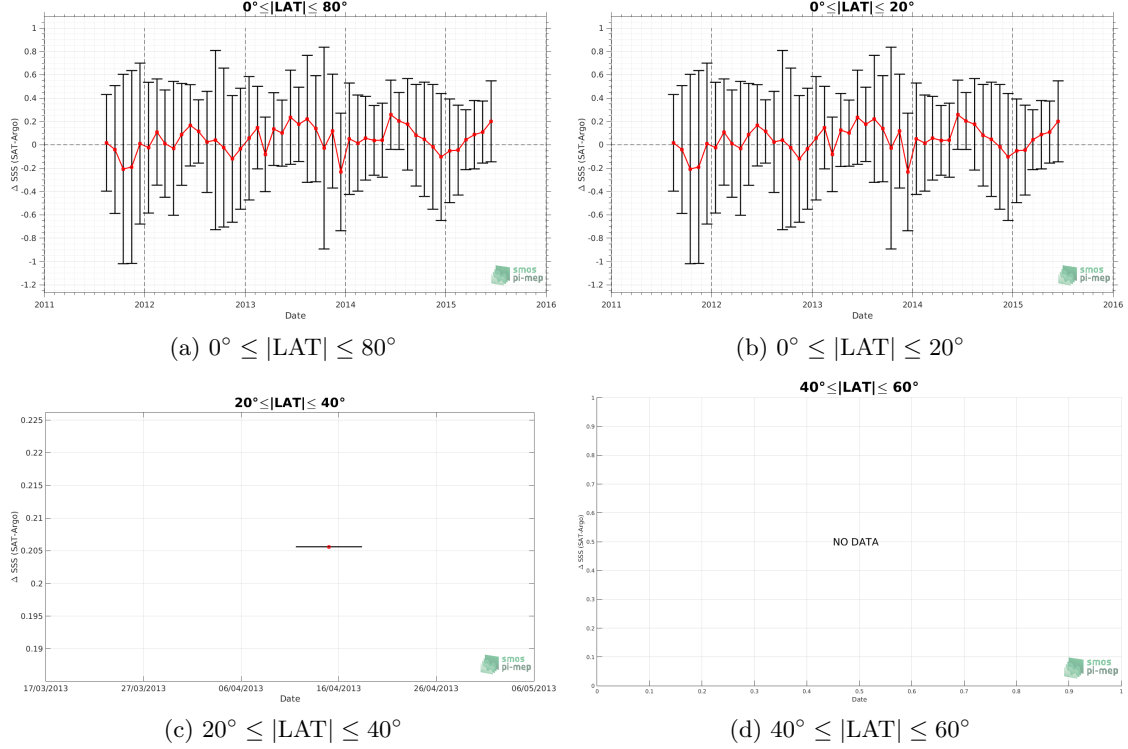 0°≤|LAT|≤ 80°
1
0.8
0.6
0.4
0.2
0
-0.2
-0.4
-0.6
-0.8
-1
-1.2
Δ SSS (SAT-Argo)
2011 2012 2013 2014 2015 2016
Date
smos
pi-mep
(a) 0° ≤ |LAT| ≤ 80°
0°≤|LAT|≤ 20°
1
0.8
0.6
0.4
0.2
0
-0.2
-0.4
-0.6
-0.8
-1
-1.2
Δ SSS (SAT-Argo)
2011 2012 2013 2014 2015 2016
Date
smos
pi-mep
(b) 0° ≤ |LAT| ≤ 20°
20°≤|LAT|≤ 40°
0.225
0.22
0.215
0.21
0.205
0.2
0.195
0.19
Δ SSS (SAT-Argo)
17/03/2013 27/03/2013 06/04/2013 16/04/2013 26/04/2013 06/05/2013
Date
smos
pi-mep
(c) 20° ≤ |LAT| ≤ 40°
40°≤|LAT|≤ 60°
1
0.9
0.8
0.7
0.6
0.5
0.4
0.3
0.2
0.1
0
Δ SSS (SAT-Argo)
NO DATA
0 0.1 0.2 0.3 0.4 0.5 0.6 0.7 0.8 0.9 1
Date
smos
pi-mep
(d) 40° ≤ |LAT| ≤ 60°